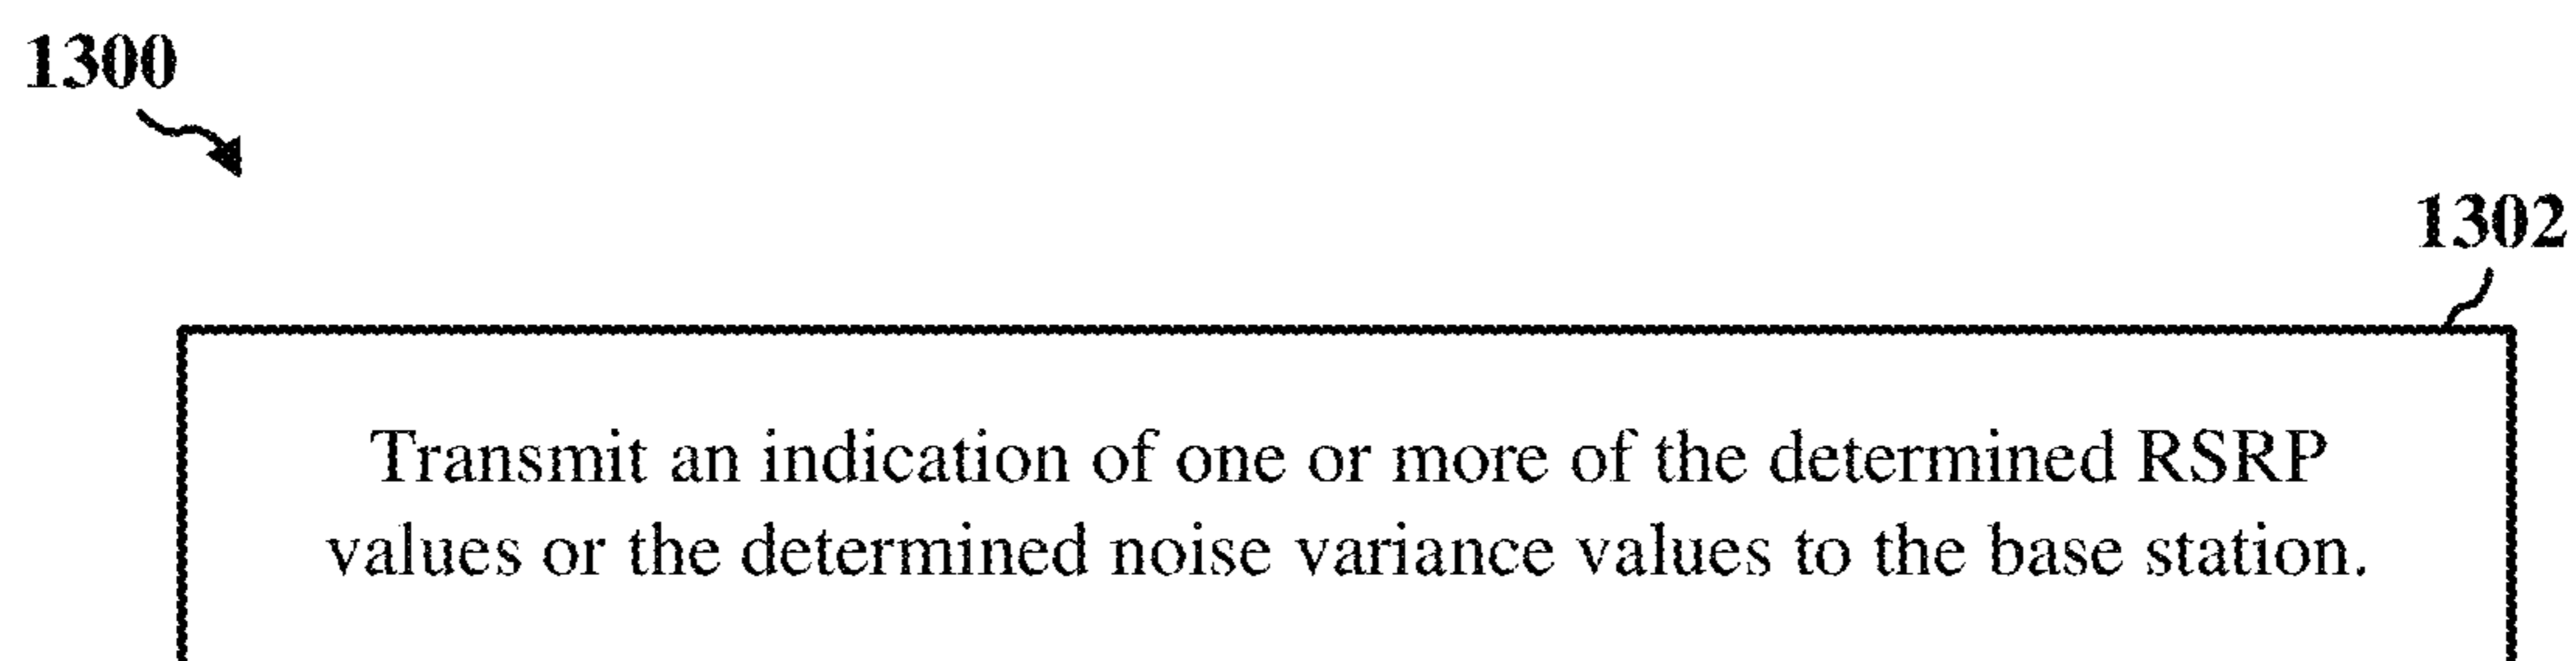 1300
1302
Transmit an indication of one or more of the determined RSRP
values or the determined noise variance values to the base station.